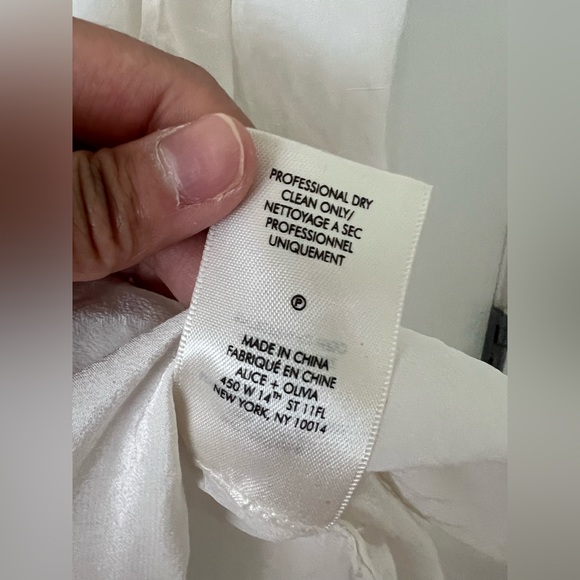 PROFESSIONAL DRY
CLEAN ONLY/
NETTOYAGE A SEC
PROFESSIONNEL
UNIQUEMENT
P
MADE IN CHINA
FABRIQUÉ EN CHINE
ALICE + OLIVIA
450 W 14TH ST 11FL
NEW YORK, NY 10014